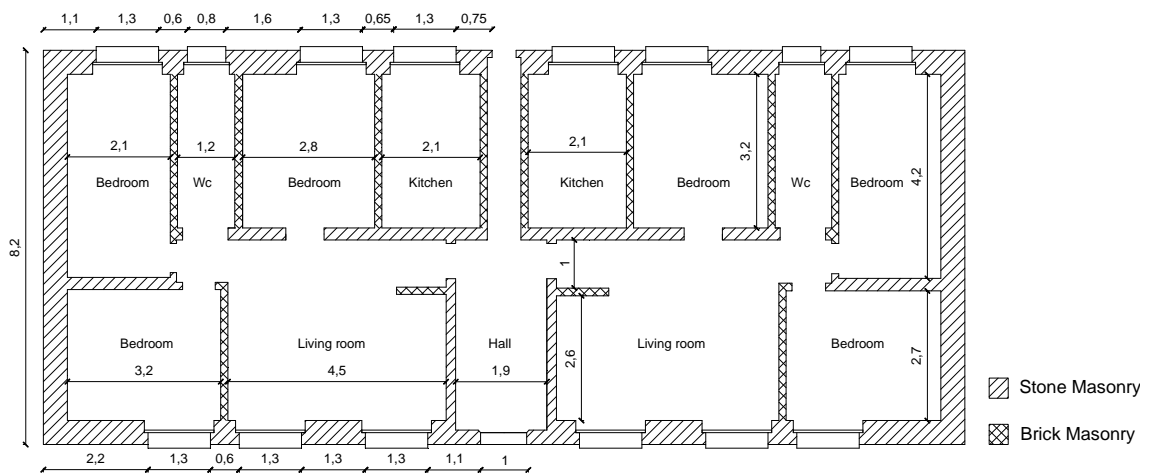 1,1 1,3 0,6 0,8 1,6 1,3 0,65 1,3 0,75
2,1 1,2 2,8 2,1 2,1 3,2 4,2
Bedroom Wc Bedroom Kitchen Kitchen Bedroom Wc Bedroom
8,2
1
Bedroom Living room Hall Living room Bedroom
3,2 4,5 1,9 2,6 2,7
Stone Masonry
Brick Masonry
2,2 1,3 0,6 1,3 1,3 1,3 1,1 1